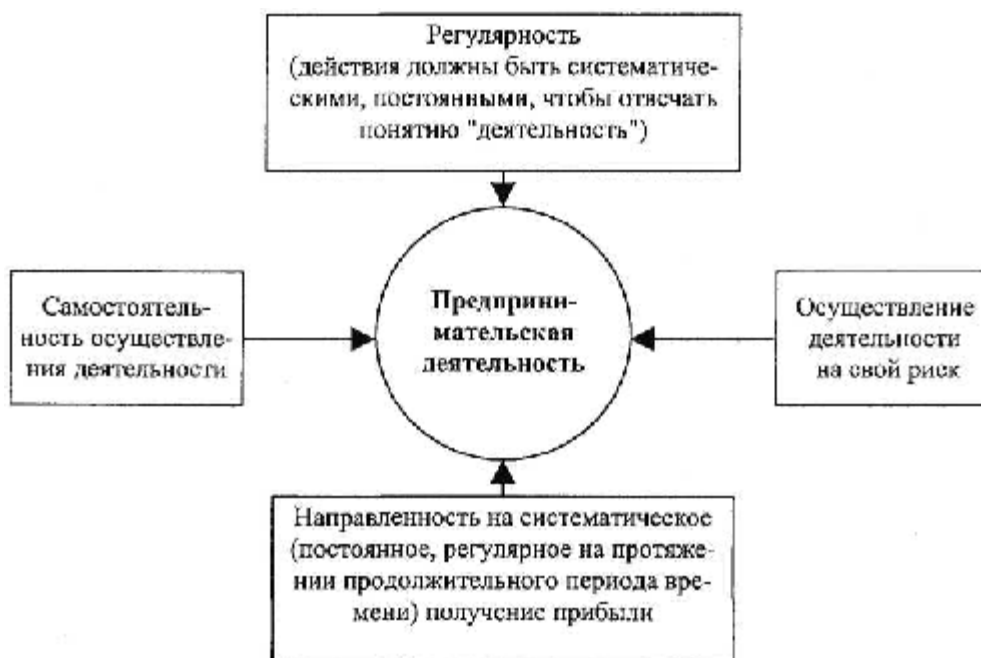 Регулярность
(действия должны быть систематиче-
скими, постоянными, чтобы отвечать
понятию "деятельность")
Самостоятель-
ность осуществле-
ния деятельности
Предприни-
мательская
деятельность
Осуществление
деятельности
на свой риск
Направленность на систематическое
(постоянное, регулярное на протяже-
нии продолжительного периода вре-
мени) получение прибыли